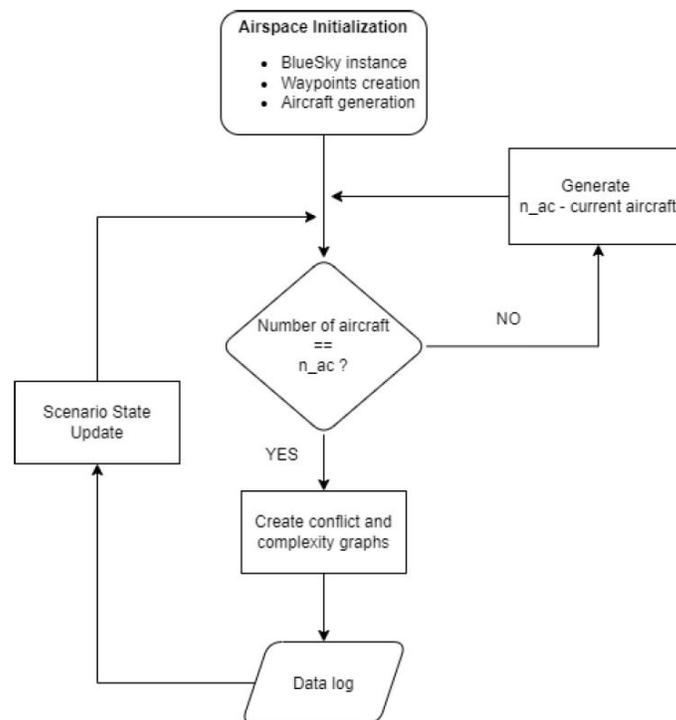 Airspace Initialization
• BlueSky instance
• Waypoints creation
• Aircraft generation
Generate
n_ac - current aircraft
Number of aircraft
==
n_ac ?
NO
Scenario State
Update
YES
Create conflict and
complexity graphs
Data log